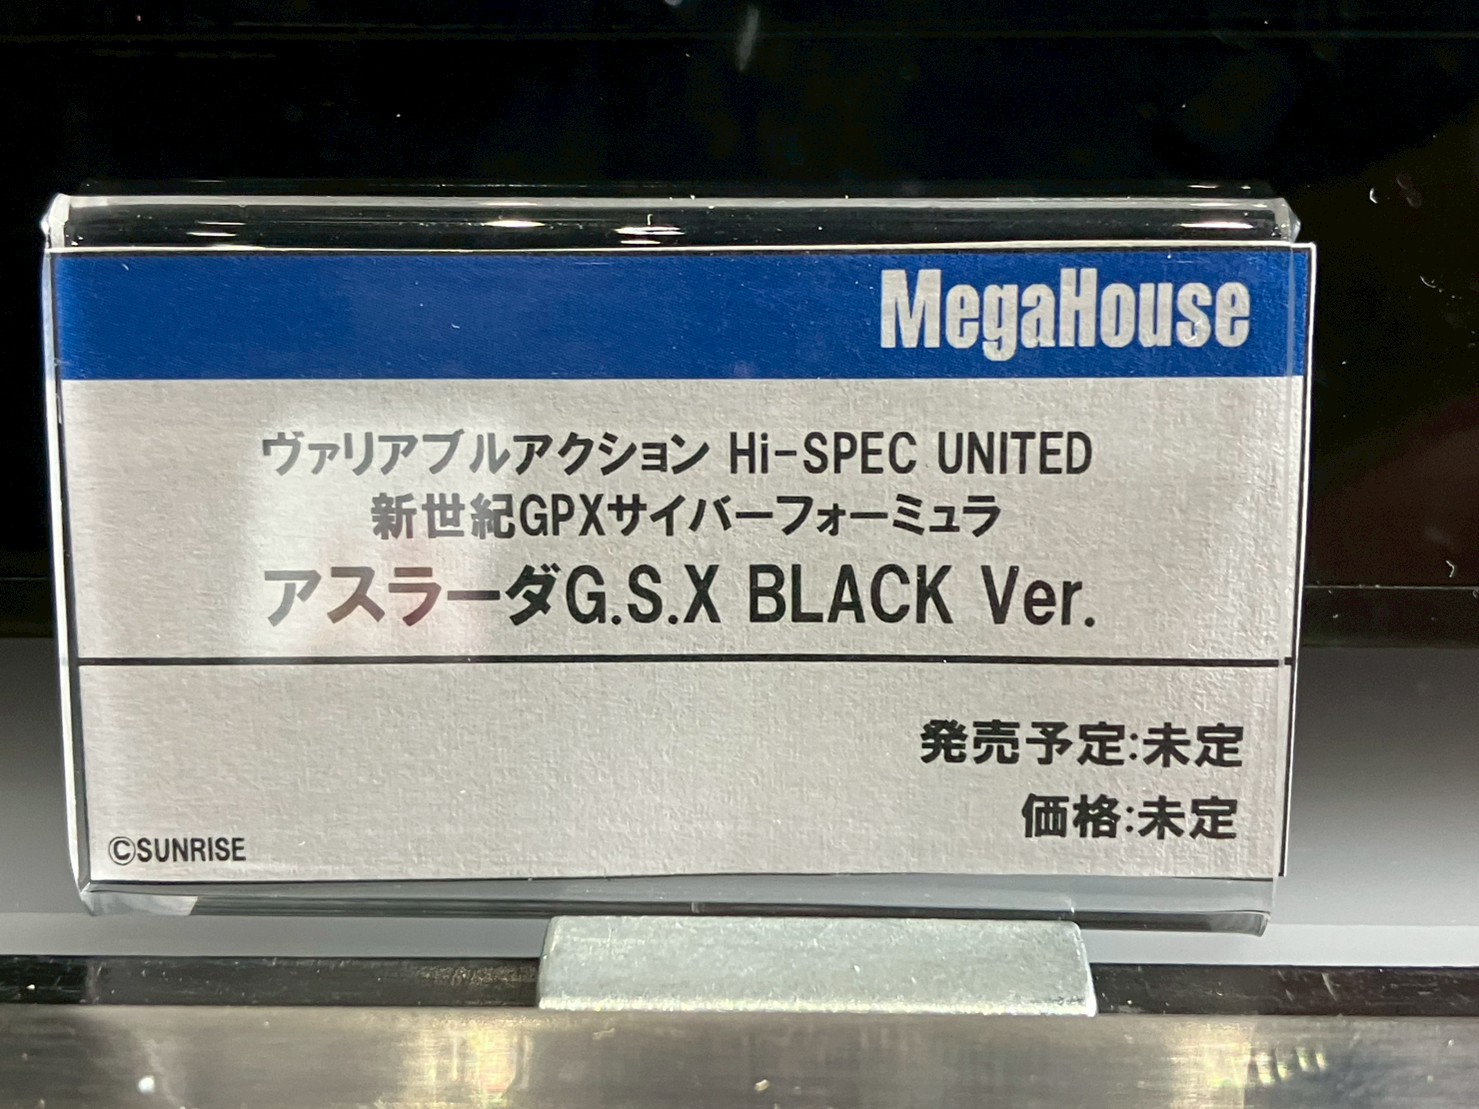 MegaHouse
ヴァリアブルアクション Hi-SPEC UNITED
新世紀GPXサイバーフォーミュラ
アスラーダG.S.X BLACK Ver.
発売予定:未定
価格:未定
©SUNRISE